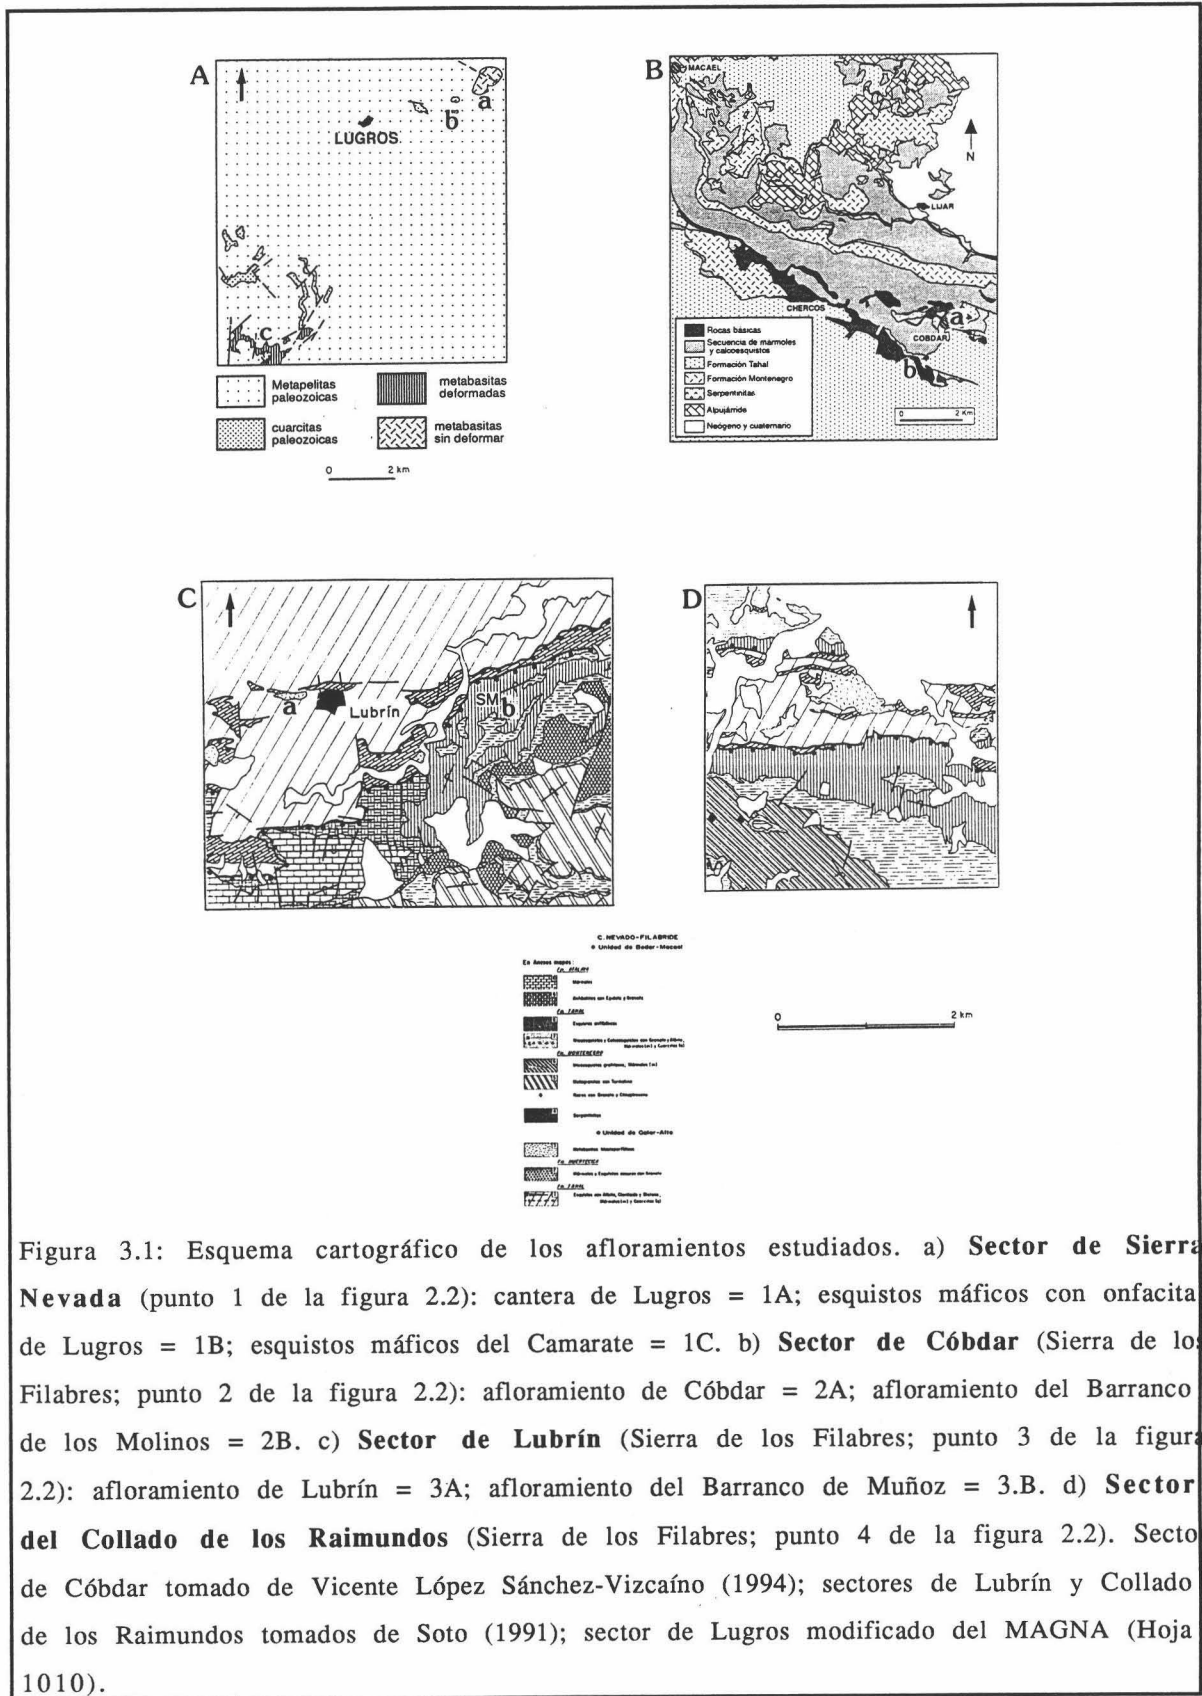 A
a
b
LUGROS
c
Metapelitas
paleozoicas
metabasitas
deformadas
cuarcitas
paleozoicas
metabasitas
sin deformar
0 2 km
B
MACAEL
N
LIJAR
CHERCOS
a
COBDAR
b
Rocas básicas
Secuencia de mármoles
y calcoesquistos
Formación Tahal
Formación Montenegro
Serpentinitas
Alpujárride
Neógeno y cuaternario
0 2 Km
C
a
Lubrín
SM b
D
C. NEVADO-FILABRIDE
Unidad de Bedar-Macael
Mármoles
Serpentinitas
0 2 km
Figura 3.1: Esquema cartográfico de los afloramientos estudiados. a) Sector de Sierra
Nevada (punto 1 de la figura 2.2): cantera de Lugros = 1A; esquistos máficos con onfacita
de Lugros = 1B; esquistos máficos del Camarate = 1C. b) Sector de Cóbdar (Sierra de los
Filabres; punto 2 de la figura 2.2): afloramiento de Cóbdar = 2A; afloramiento del Barranco
de los Molinos = 2B. c) Sector de Lubrín (Sierra de los Filabres; punto 3 de la figura
2.2): afloramiento de Lubrín = 3A; afloramiento del Barranco de Muñoz = 3.B. d) Sector
del Collado de los Raimundos (Sierra de los Filabres; punto 4 de la figura 2.2). Secto
de Cóbdar tomado de Vicente López Sánchez-Vizcaíno (1994); sectores de Lubrín y Collado
de los Raimundos tomados de Soto (1991); sector de Lugros modificado del MAGNA (Hoja
1010).